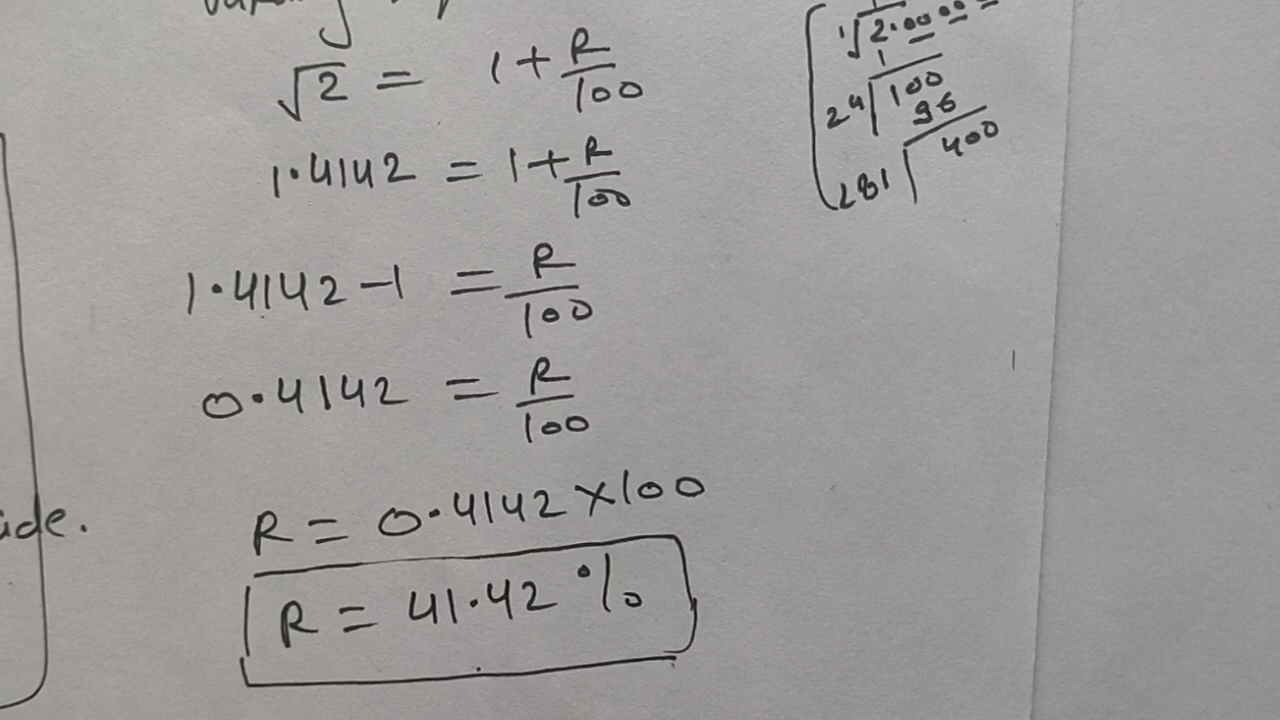 √2 = 1 + R/100
1.4142 = 1 + R/100
1.4142 - 1 = R/100
0.4142 = R/100
R = 0.4142 × 100
R = 41.42 %
ide.
1√2.00 00
1
24 100
96
281 400